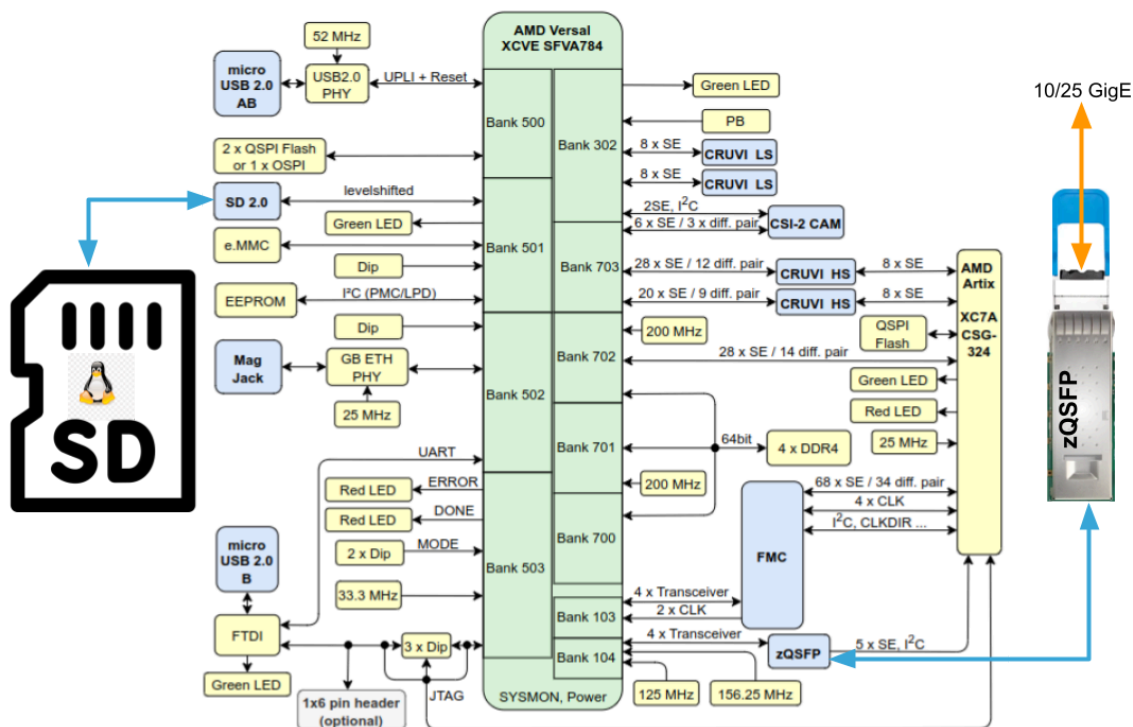 AMD Versal
XCVE SFVA784
52 MHz
micro
USB 2.0
AB
USB2.0
PHY
UPLI + Reset
Bank 500
2 x QSPI Flash
or 1 x OSPI
SD 2.0
levelshifted
Green LED
e.MMC
Bank 501
Dip
EEPROM
I²C (PMC/LPD)
Dip
Mag
Jack
GB ETH
PHY
25 MHz
Bank 502
UART
Red LED
ERROR
Red LED
DONE
micro
USB 2.0
B
2 x Dip
MODE
Bank 503
33.3 MHz
FTDI
3 x Dip
Green LED
JTAG
1x6 pin header
(optional)
SYSMON, Power
SD
Bank 302
Green LED
PB
8 x SE
CRUVI LS
8 x SE
CRUVI LS
2SE, I²C
6 x SE / 3 x diff. pair
CSI-2 CAM
Bank 703
28 x SE / 12 diff. pair
CRUVI HS
8 x SE
20 x SE / 9 diff. pair
CRUVI HS
8 x SE
AMD
Artix
XC7A
CSG-
324
Bank 702
200 MHz
QSPI
Flash
28 x SE / 14 diff. pair
Green LED
Red LED
25 MHz
Bank 701
64bit
4 x DDR4
200 MHz
Bank 700
68 x SE / 34 diff. pair
4 x CLK
I²C, CLKDIR ...
FMC
Bank 103
4 x Transceiver
2 x CLK
Bank 104
4 x Transceiver
zQSFP
5 x SE, I²C
125 MHz
156.25 MHz
10/25 GigE
zQSFP